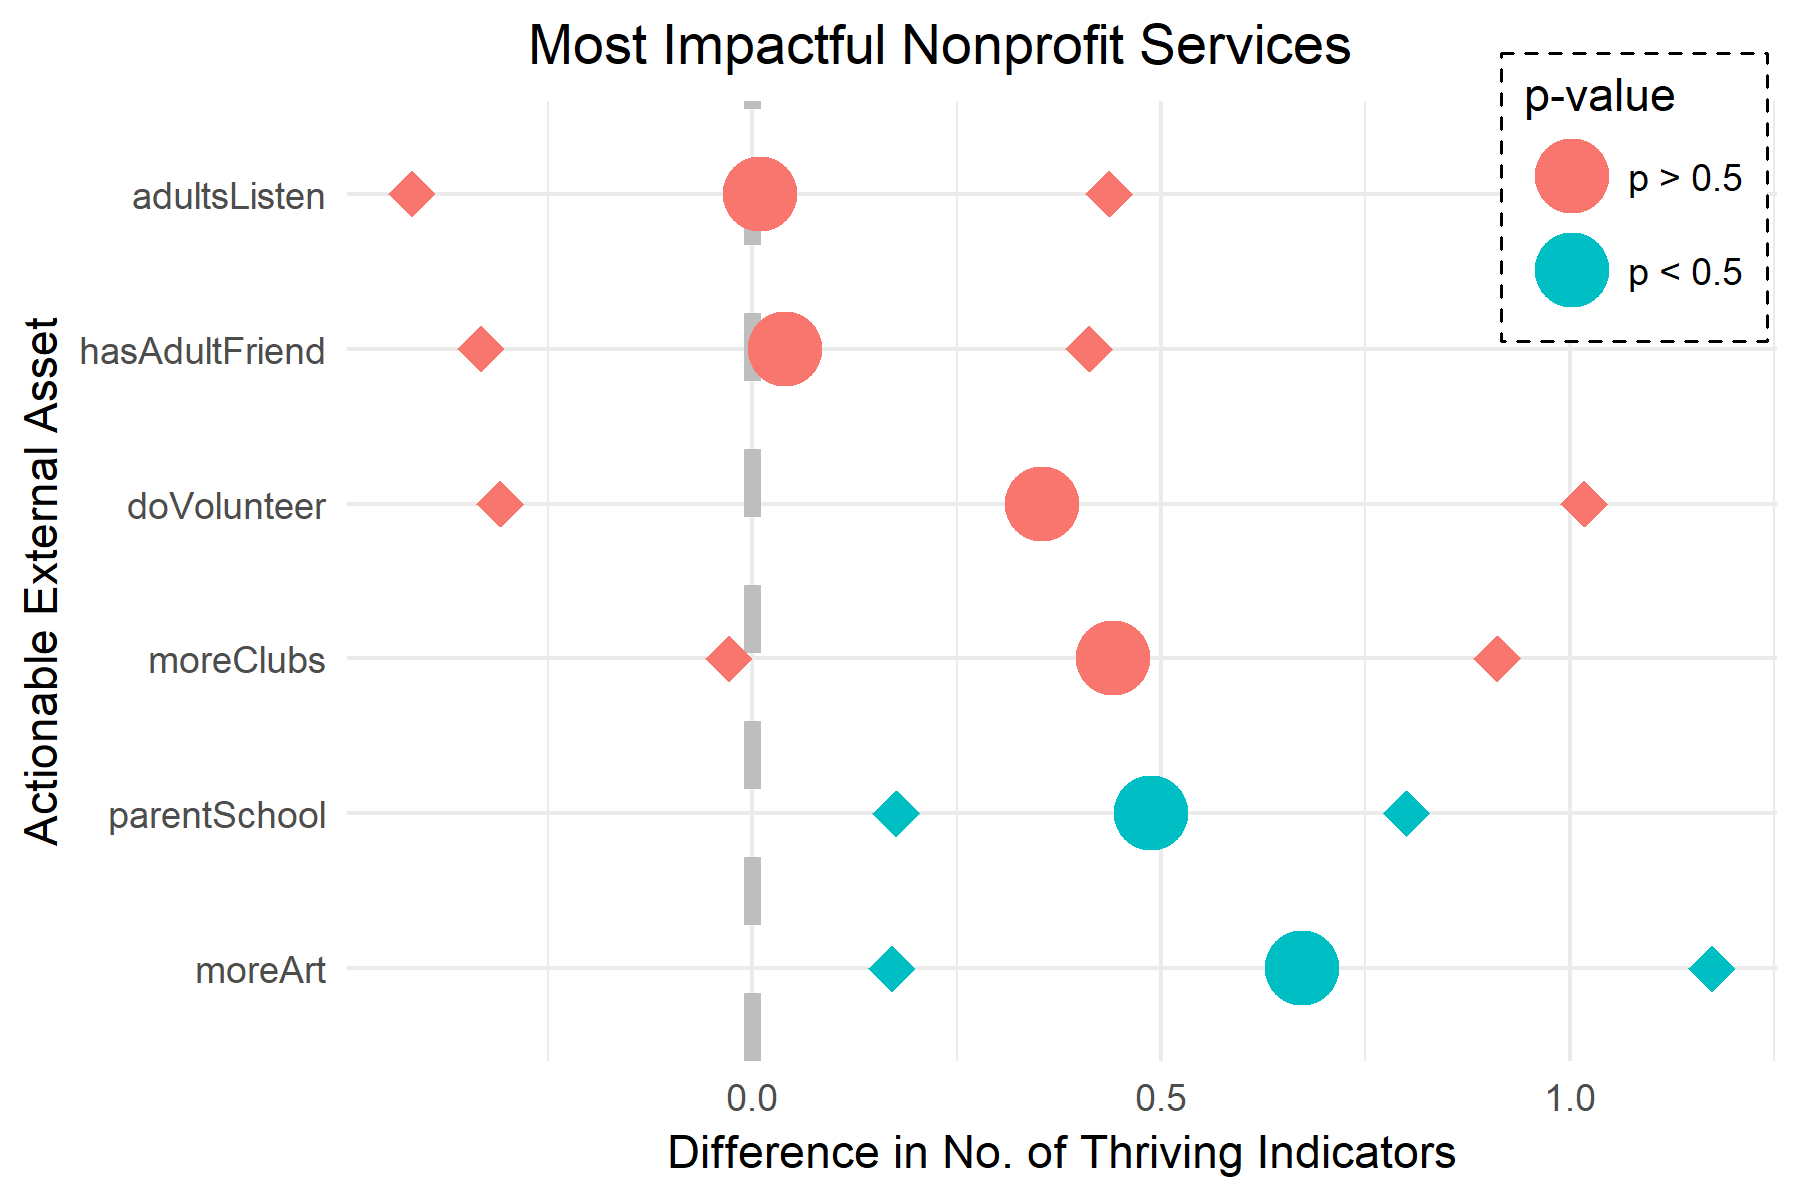 Most Impactful Nonprofit Services
p-value
p > 0.5
p < 0.5
Actionable External Asset
adultsListen
hasAdultFriend
doVolunteer
moreClubs
parentSchool
moreArt
0.0
0.5
1.0
Difference in No. of Thriving Indicators